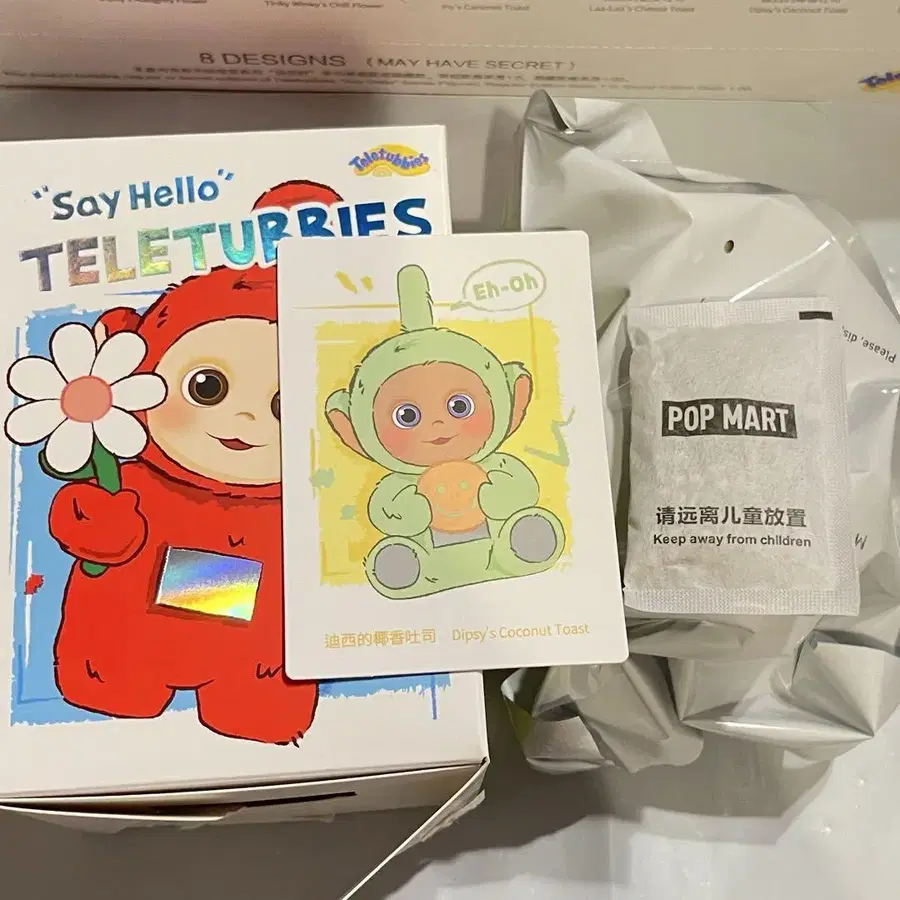 Tinky Winky's Chill Flower
Po's Caramel Toast
Laa-Laa's Cheese Toast
Dipsy's Coconut Toast
8 DESIGNS (MAY HAVE SECRET)
Teletubbies
"Say Hello"
TELETUBBIES
Eh-Oh
迪西的椰香吐司 Dipsy's Coconut Toast
Please, dis
POP MART
请远离儿童放置
Keep away from children